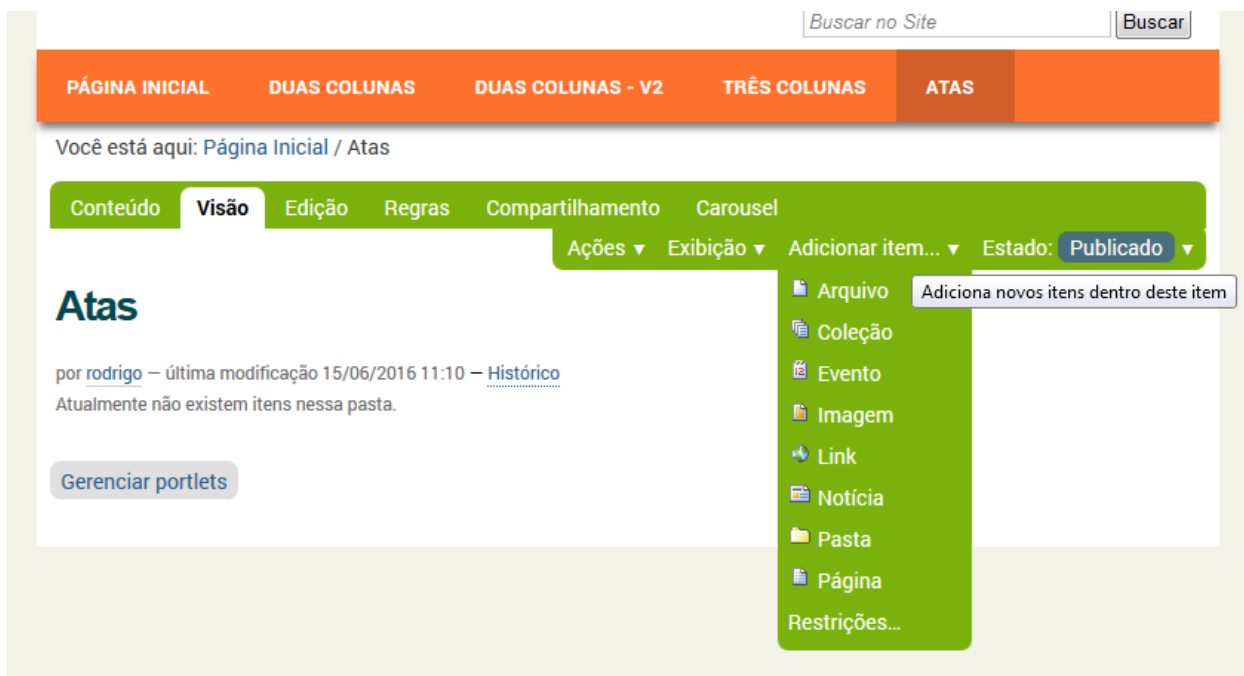 Buscar no Site Buscar
PÁGINA INICIAL DUAS COLUNAS DUAS COLUNAS - V2 TRÊS COLUNAS ATAS
Você está aqui: Página Inicial / Atas
Conteúdo Visão Edição Regras Compartilhamento Carousel
Ações ▾ Exibição ▾ Adicionar item... ▾ Estado: Publicado ▾
Adiciona novos itens dentro deste item
Atas
por rodrigo — última modificação 15/06/2016 11:10 — Histórico
Atualmente não existem itens nessa pasta.
Gerenciar portlets
Arquivo
Coleção
Evento
Imagem
Link
Notícia
Pasta
Página
Restrições...